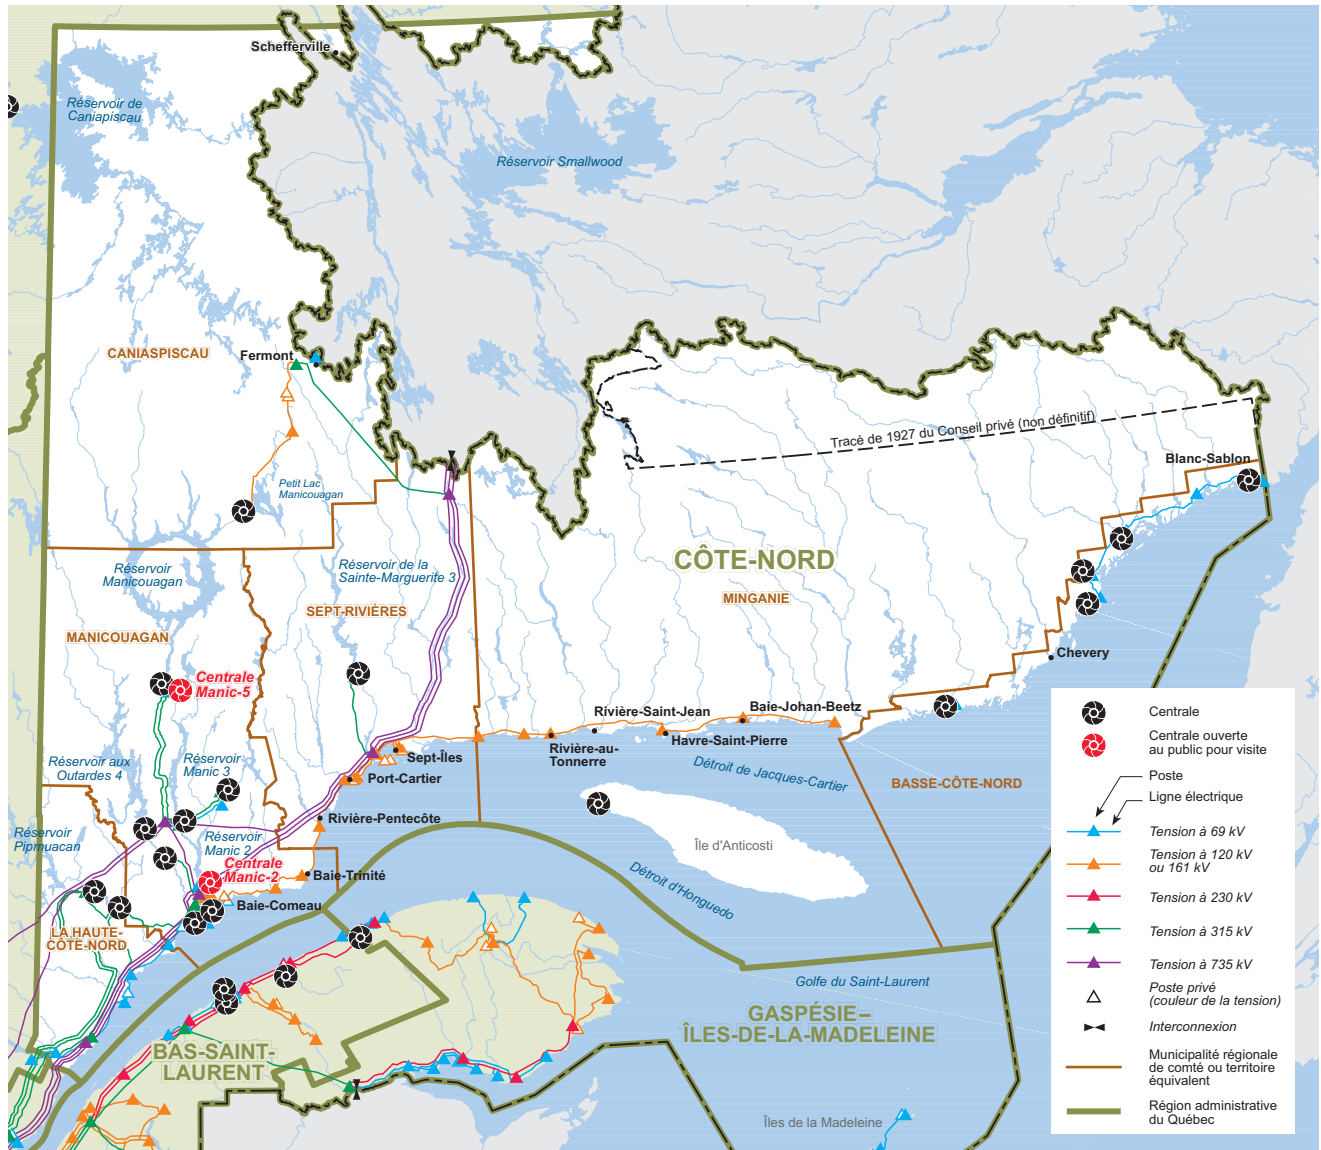 Schefferville
Réservoir de
Caniapiscau
Réservoir Smallwood
CANIASPISCAU
Fermont
Tracé de 1927 du Conseil privé (non définitif)
Blanc-Sablon
Petit Lac
Manicouagan
Réservoir
Manicouagan
Réservoir de la
Sainte-Marguerite 3
CÔTE-NORD
MINGANIE
SEPT-RIVIÈRES
MANICOUAGAN
Chevery
Centrale
Manic-5
Rivière-Saint-Jean
Baie-Johan-Beetz
Havre-Saint-Pierre
Rivière-au-
Tonnerre
Sept-Îles
Port-Cartier
Réservoir aux
Outardes 4
Réservoir
Manic 3
Détroit de Jacques-Cartier
BASSE-CÔTE-NORD
Rivière-Pentecôte
Réservoir
Pipmuacan
Réservoir
Manic 2
Île d'Anticosti
Centrale
Manic-2
Baie-Trinité
Détroit d'Honguedo
Baie-Comeau
LA HAUTE-
CÔTE-NORD
Golfe du Saint-Laurent
GASPÉSIE–
ÎLES-DE-LA-MADELEINE
BAS-SAINT-
LAURENT
Îles de la Madeleine
Centrale
Centrale ouverte
au public pour visite
Poste
Ligne électrique
Tension à 69 kV
Tension à 120 kV
ou 161 kV
Tension à 230 kV
Tension à 315 kV
Tension à 735 kV
Poste privé
(couleur de la tension)
Interconnexion
Municipalité régionale
de comté ou territoire
équivalent
Région administrative
du Québec